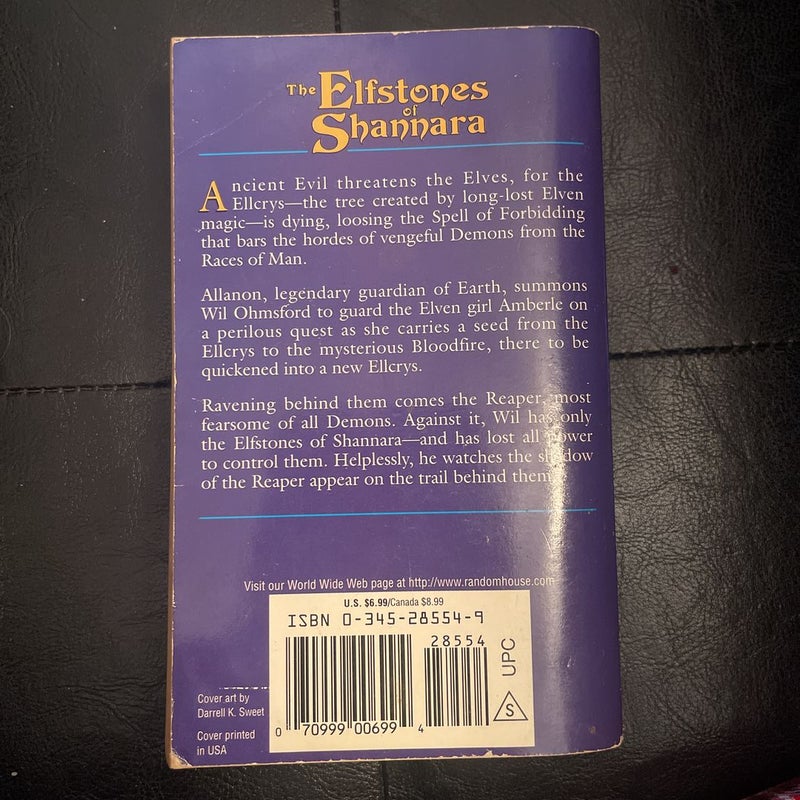 The Elfstones
of
Shannara
Ancient Evil threatens the Elves, for the
Ellcrys—the tree created by long-lost Elven
magic—is dying, loosing the Spell of Forbidding
that bars the hordes of vengeful Demons from the
Races of Man.
Allanon, legendary guardian of Earth, summons
Wil Ohmsford to guard the Elven girl Amberle on
a perilous quest as she carries a seed from the
Ellcrys to the mysterious Bloodfire, there to be
quickened into a new Ellcrys.
Ravening behind them comes the Reaper, most
fearsome of all Demons. Against it, Wil has only
the Elfstones of Shannara—and has lost all power
to control them. Helplessly, he watches the shadow
of the Reaper appear on the trail behind them.
Visit our World Wide Web page at http://www.randomhouse.com
U.S. $6.99/Canada $8.99
ISBN 0-345-28554-9
28554
UPC
S
0 70999 00699 4
Cover art by
Darrell K. Sweet
Cover printed
in USA